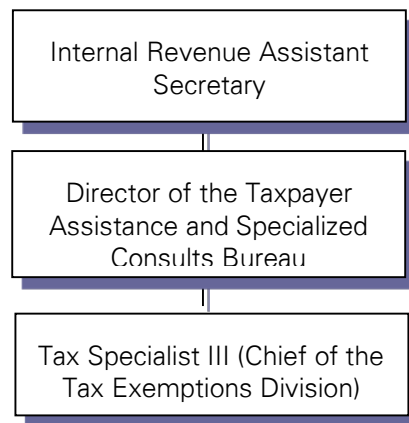 Internal Revenue Assistant
Secretary
Director of the Taxpayer
Assistance and Specialized
Consults Bureau
Tax Specialist III (Chief of the
Tax Exemptions Division)